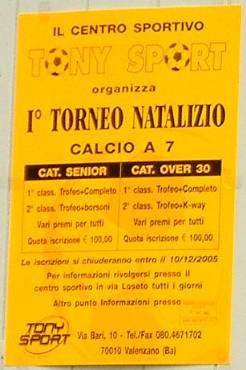 IL CENTRO SPORTIVO
TONY SPORT
organizza
I° TORNEO NATALIZIO
CALCIO A 7
CAT. SENIOR
CAT. OVER 30
1° class. Trofeo+Completo
1° class. Trofeo+Completo
2° class. Trofeo+borsoni
2° class. Trofeo+K-way
Vari premi per tutti
Vari premi per tutti
Quota iscrizione € 100,00
Quota iscrizione € 100,00
Le iscrizioni si chiuderanno entro il 10/12/2005
Per informazioni rivolgersi presso il
centro sportivo in via Loseto tutti i giorni
Altro punto Informazioni presso
TONY
SPORT
Via Bari, 10 - Tel./Fax 080.4671702
70010 Valenzano (Ba)